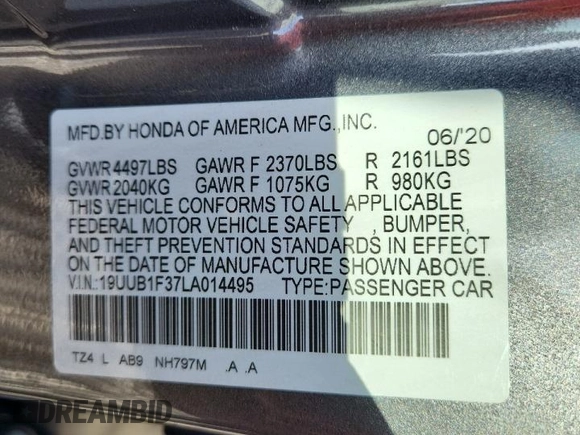 MFD.BY HONDA OF AMERICA MFG.,INC.
06/'20
GVWR 4497LBS GAWR F 2370LBS R 2161LBS
GVWR 2040KG GAWR F 1075KG R 980KG
THIS VEHICLE CONFORMS TO ALL APPLICABLE
FEDERAL MOTOR VEHICLE SAFETY , BUMPER,
AND THEFT PREVENTION STANDARDS IN EFFECT
ON THE DATE OF MANUFACTURE SHOWN ABOVE.
V.I.N.:19UUB1F37LA014495 TYPE:PASSENGER CAR
TZ4 L AB9 NH797M .A .A
DREAMBID